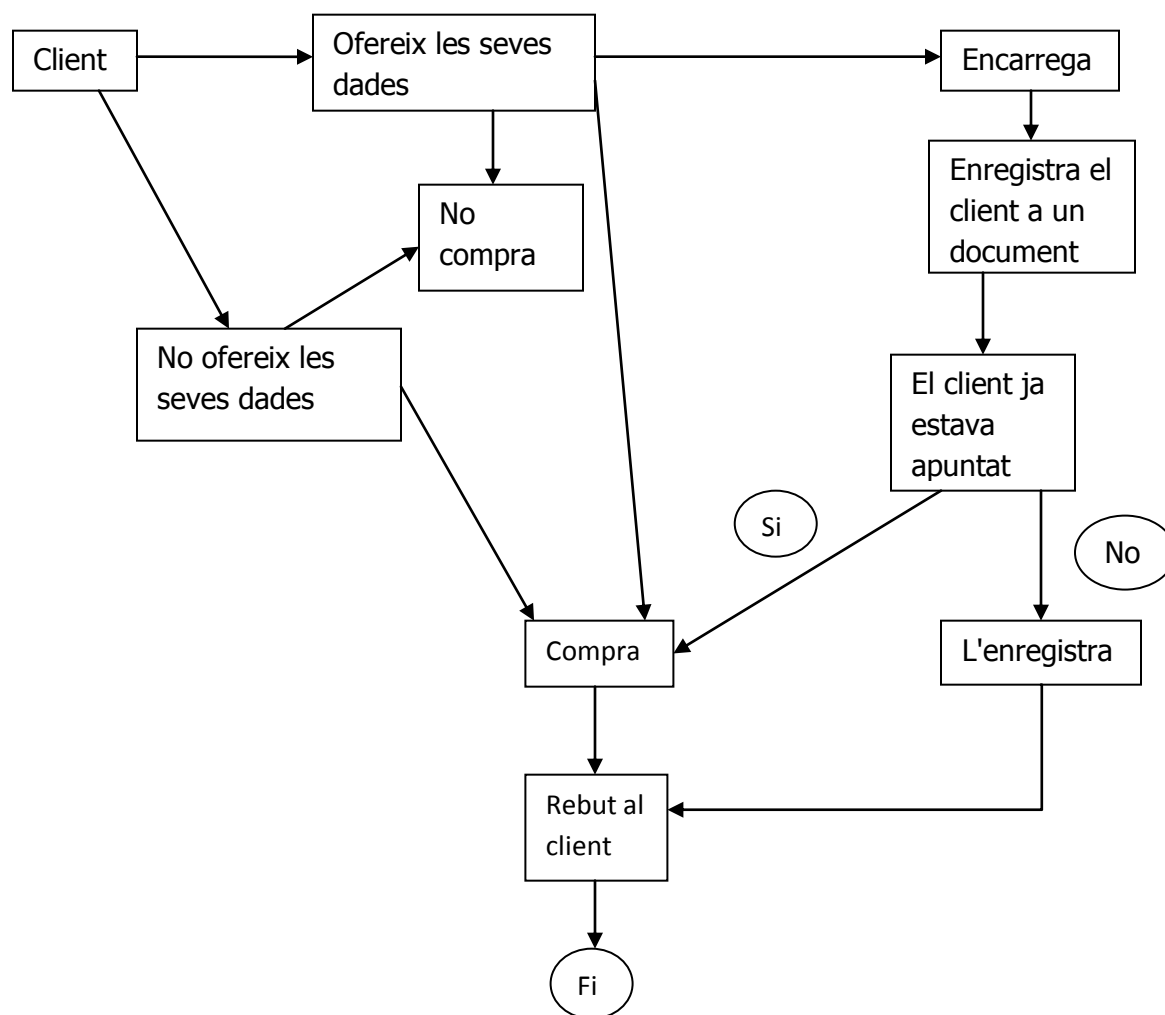 Client
Ofereix les seves
dades
Encarrega
Enregistra el
client a un
document
No
compra
No ofereix les
seves dades
El client ja
estava
apuntat
Si
No
Compra
L'enregistra
Rebut al
client
Fi